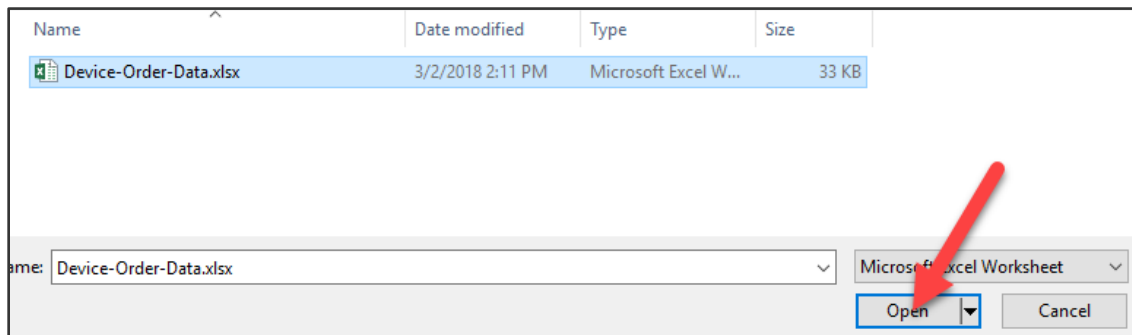 Name Date modified Type Size
Device-Order-Data.xlsx 3/2/2018 2:11 PM Microsoft Excel W... 33 KB
ame: Device-Order-Data.xlsx Microsoft Excel Worksheet
Open Cancel